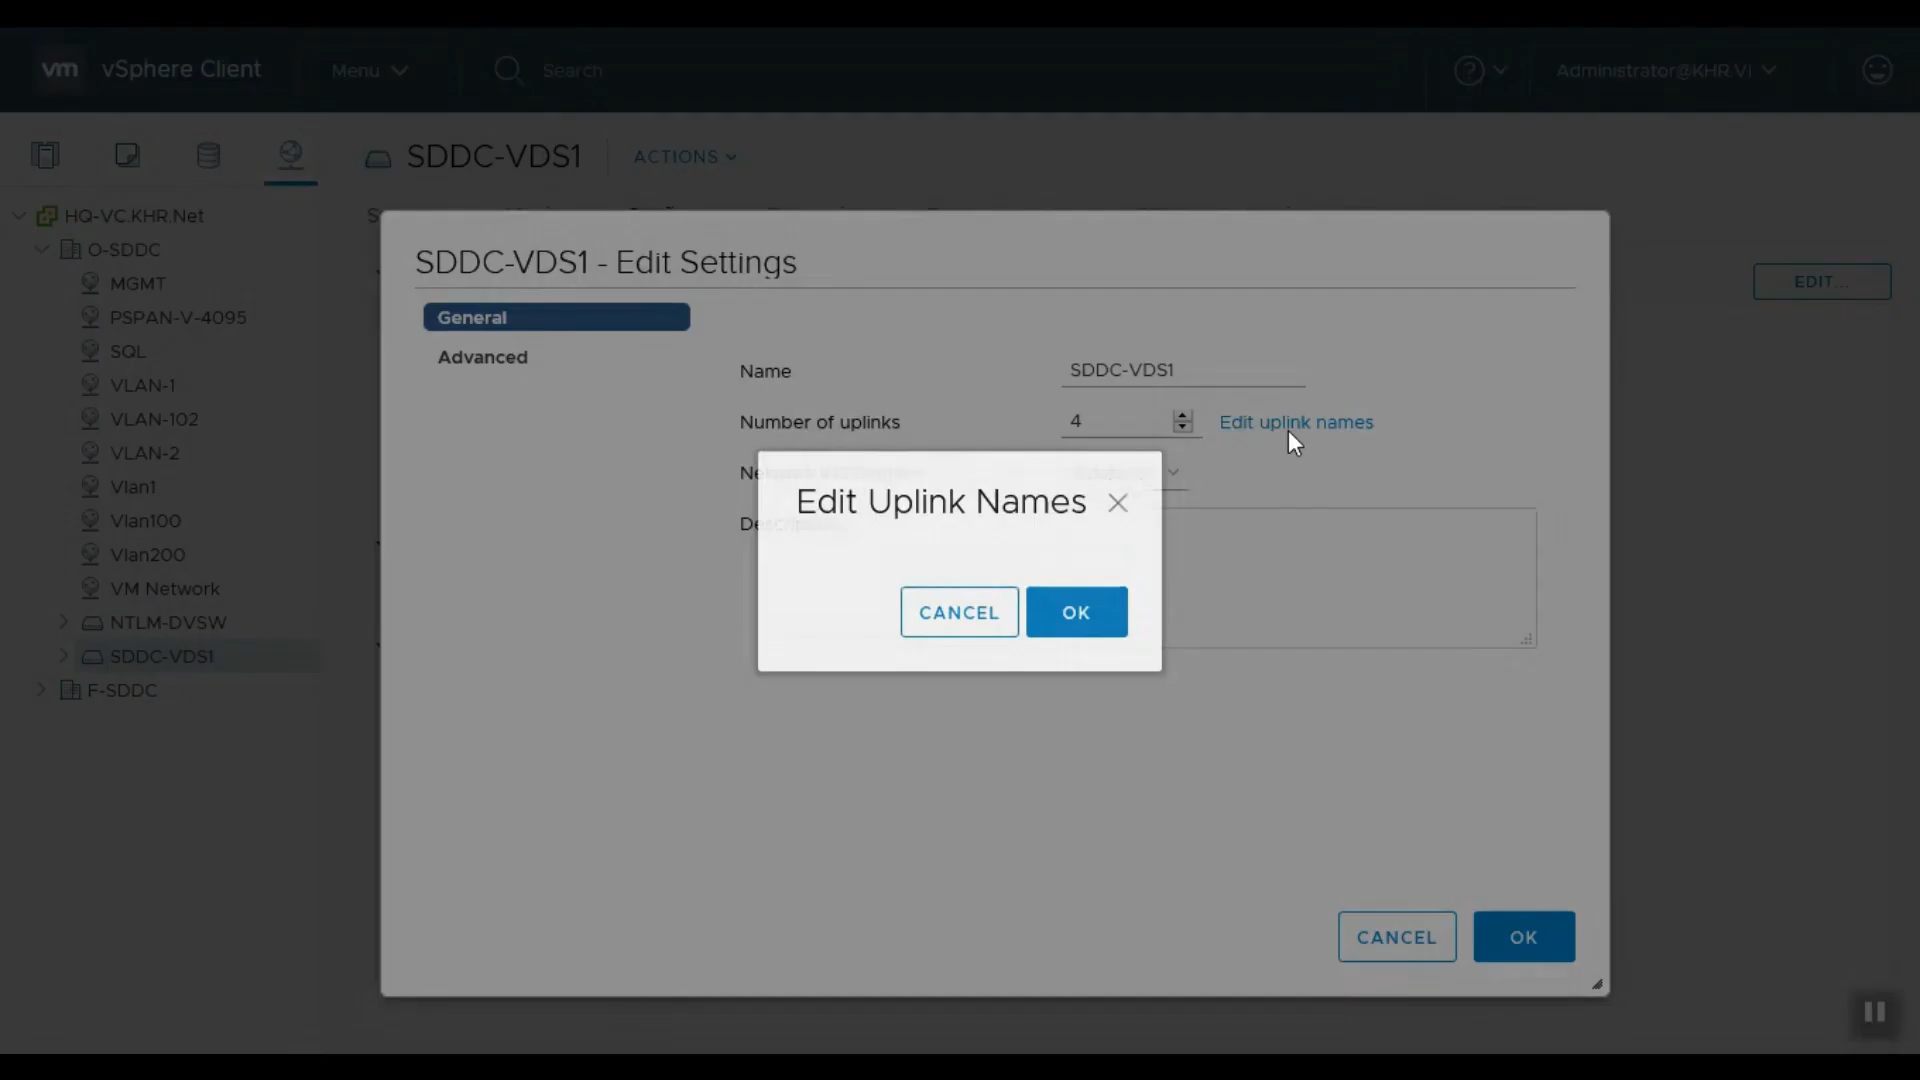 vm vSphere Client Menu Search Administrator@KHR.VI
SDDC-VDS1 ACTIONS
HQ-VC.KHR.Net
O-SDDC
MGMT
PSPAN-V-4095
SQL
VLAN-1
VLAN-102
VLAN-2
Vlan1
Vlan100
Vlan200
VM Network
NTLM-DVSW
SDDC-VDS1
F-SDDC
EDIT...
SDDC-VDS1 - Edit Settings
General
Advanced
Name SDDC-VDS1
Number of uplinks 4 Edit uplink names
Edit Uplink Names
CANCEL OK
CANCEL OK